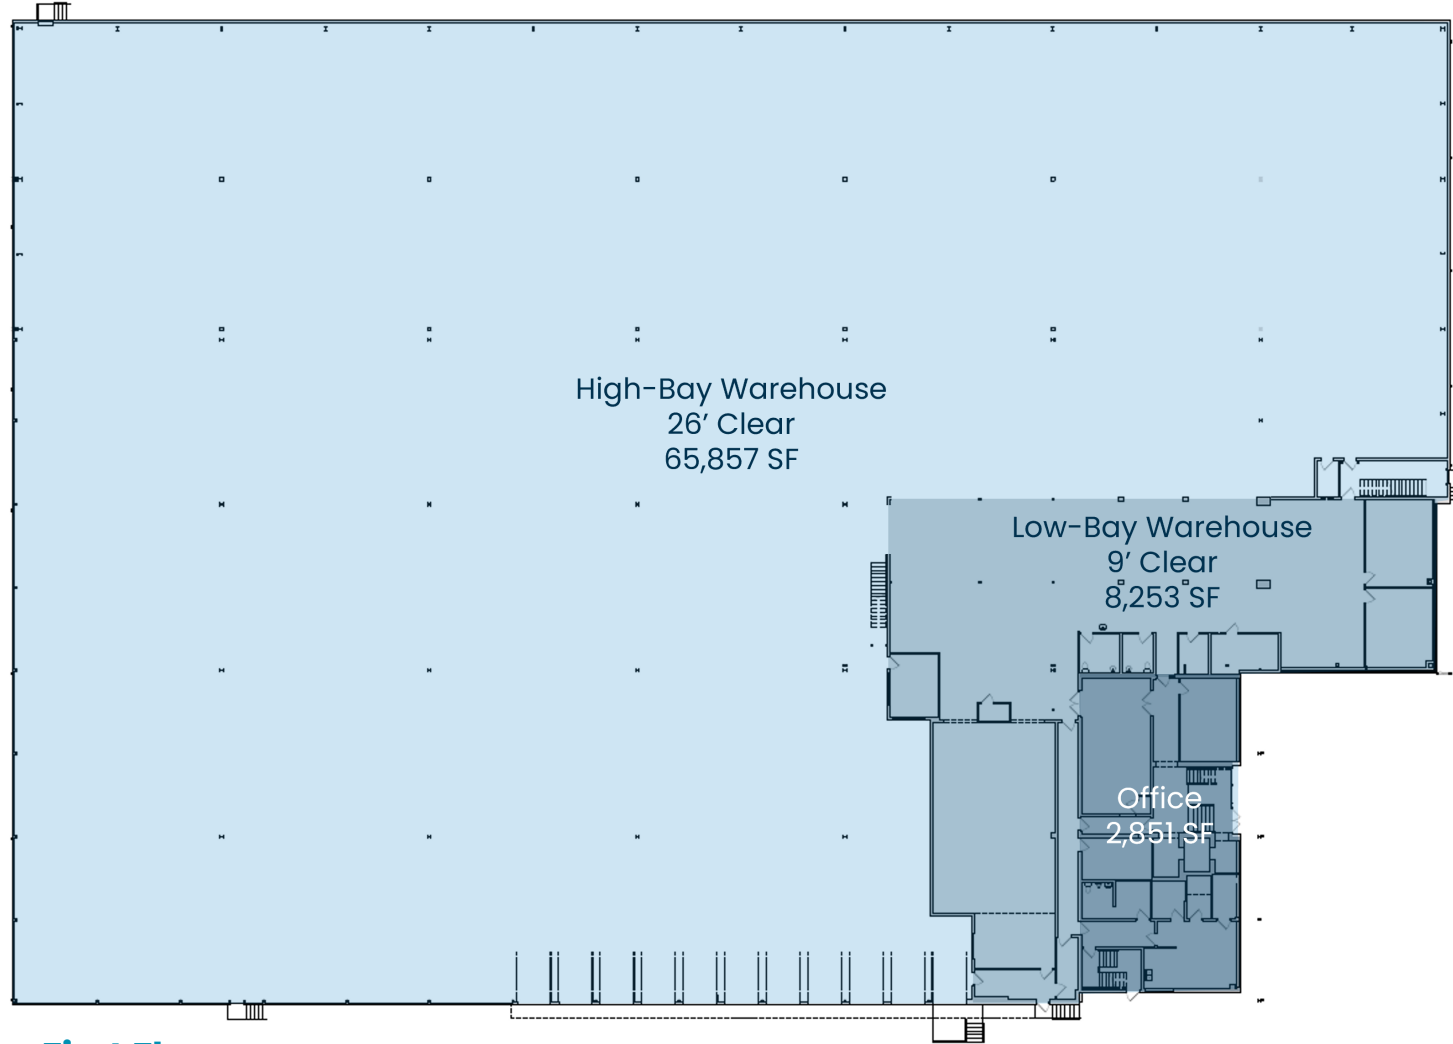 High-Bay Warehouse
26’ Clear
65,857 SF
Low-Bay Warehouse
9’ Clear
8,253 SF
Office
2,851 SF